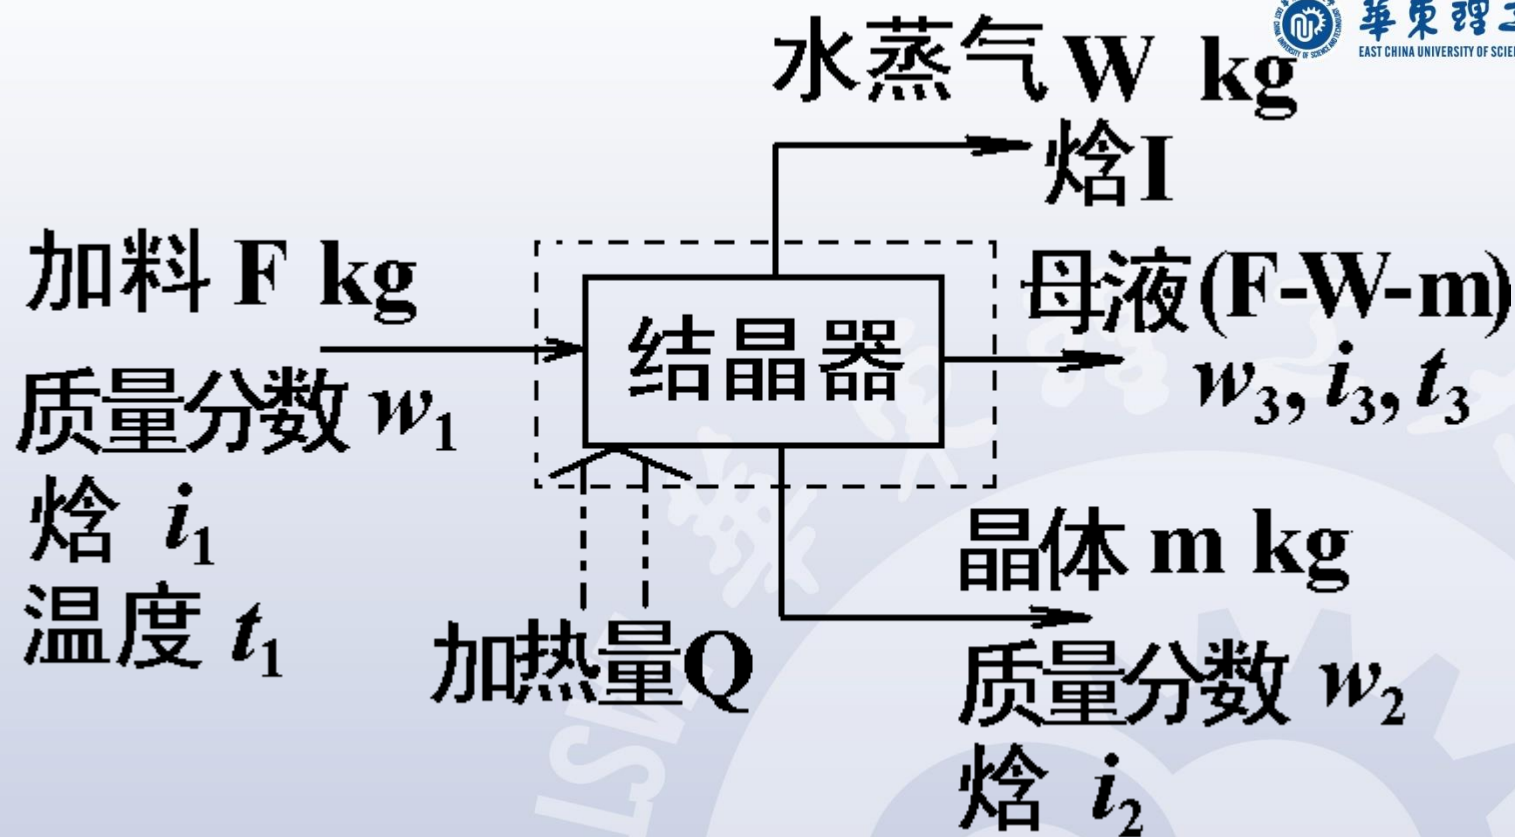 水蒸气W kg
焓I
華東理工
EAST CHINA UNIVERSITY OF SCIE
加料 F kg
质量分数 w₁
焓 i₁
温度 t₁
结晶器
母液(F-W-m)
w₃, i₃, t₃
加热量Q
晶体 m kg
质量分数 w₂
焓 i₂